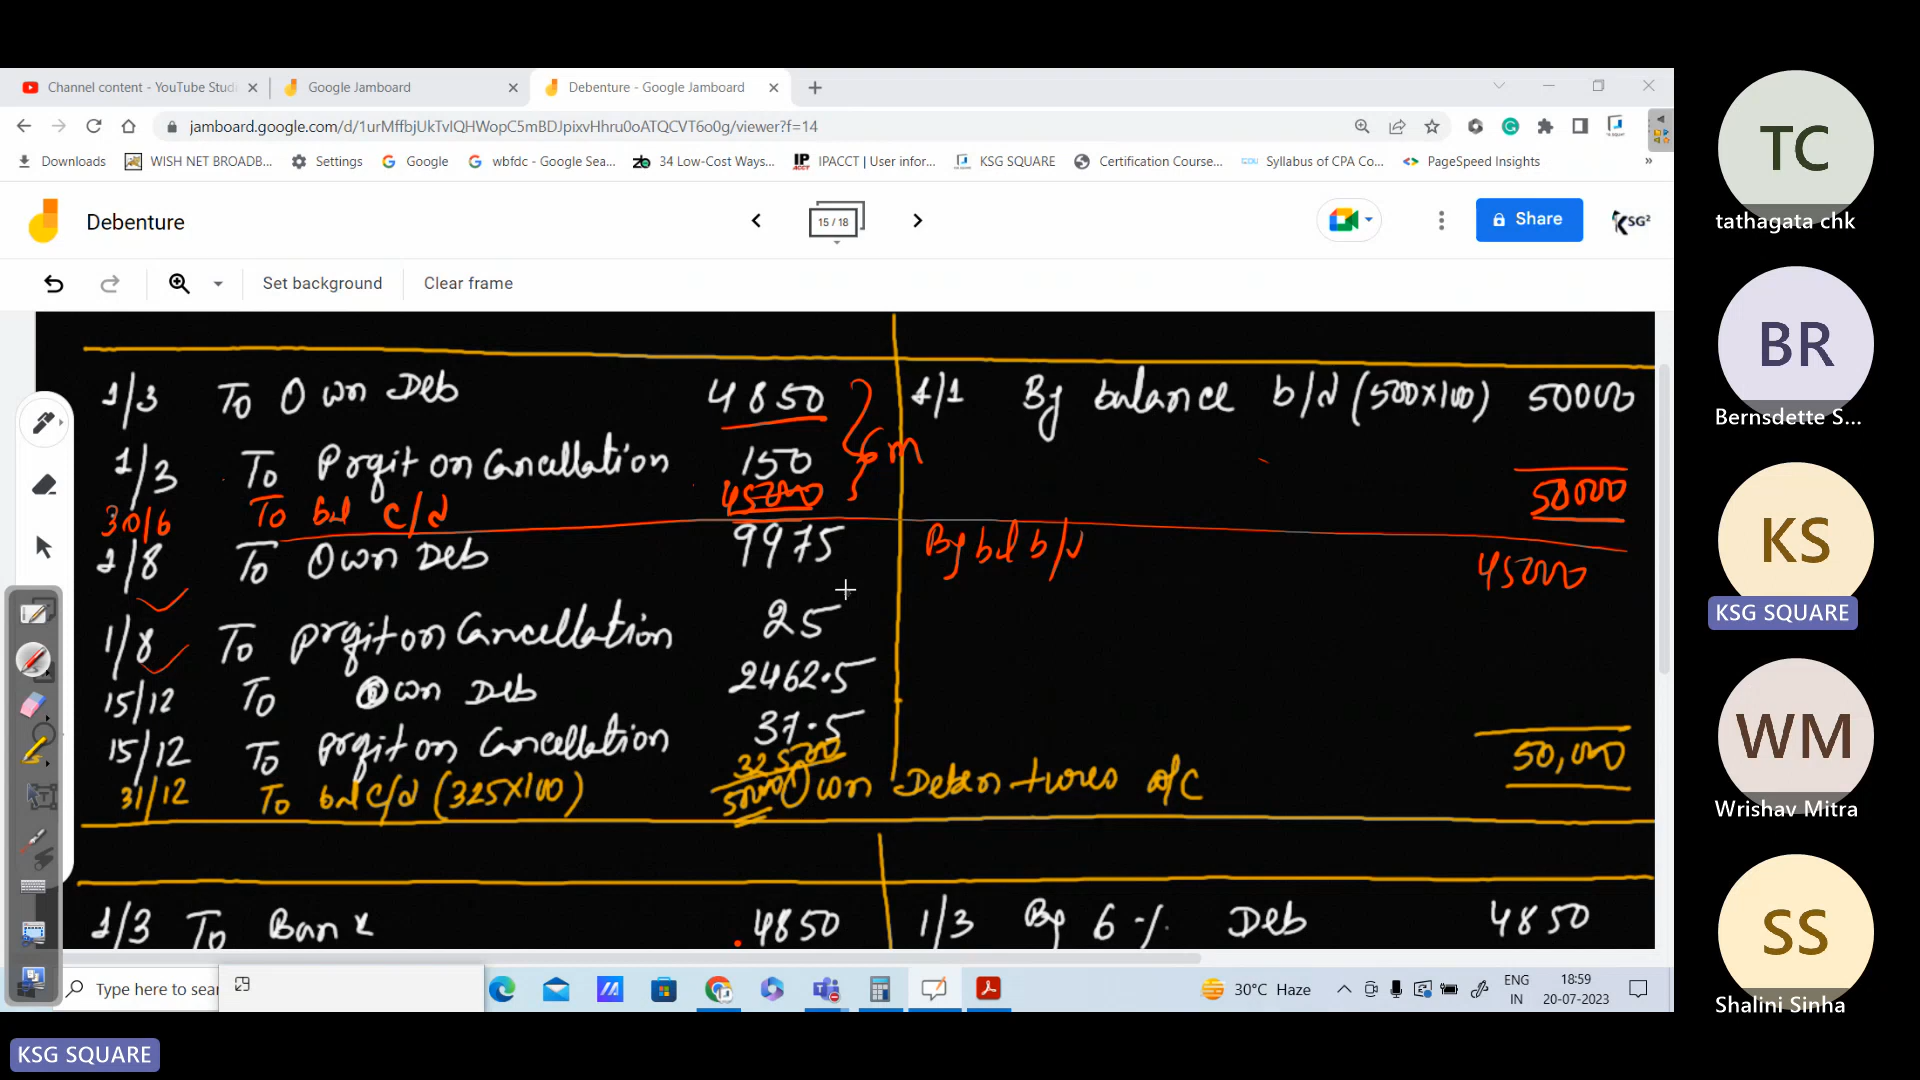 Channel content - YouTube Studi
Google Jamboard
Debenture - Google Jamboard
jamboard.google.com/d/1urMffbjUkTvIQHWopC5mBDJpixvHhru0oATQCVT6o0g/viewer?f=14
Downloads WISH NET BROADB... Settings Google wbfdc - Google Sea... 34 Low-Cost Ways... IPACCT | User infor... KSG SQUARE Certification Course... Syllabus of CPA Co... PageSpeed Insights
Debenture
15 / 18
Share
KSG²
Set background Clear frame
1/3 To Own Deb 4850 1/1 By balance b/d (500x100) 50000
6m
1/3 To Profit on Cancellation 150
30/6 To bal c/d 45000 50000
1/8 To Own Deb 9975 By bal b/d 45000
1/8 To profit on Cancellation 25
15/12 To Own Deb 2462.5
15/12 To profit on Cancellation 37.5 50,000
31/12 To bal c/d (325x100) 32500
50000
Own Debentures a/c
1/3 To Bank 4850 1/3 By 6% Deb 4850
Type here to sear
30°C Haze
ENG
IN
18:59
20-07-2023
TC
tathagata chk
BR
Bernsdette S...
KS
KSG SQUARE
WM
Wrishav Mitra
SS
Shalini Sinha
KSG SQUARE